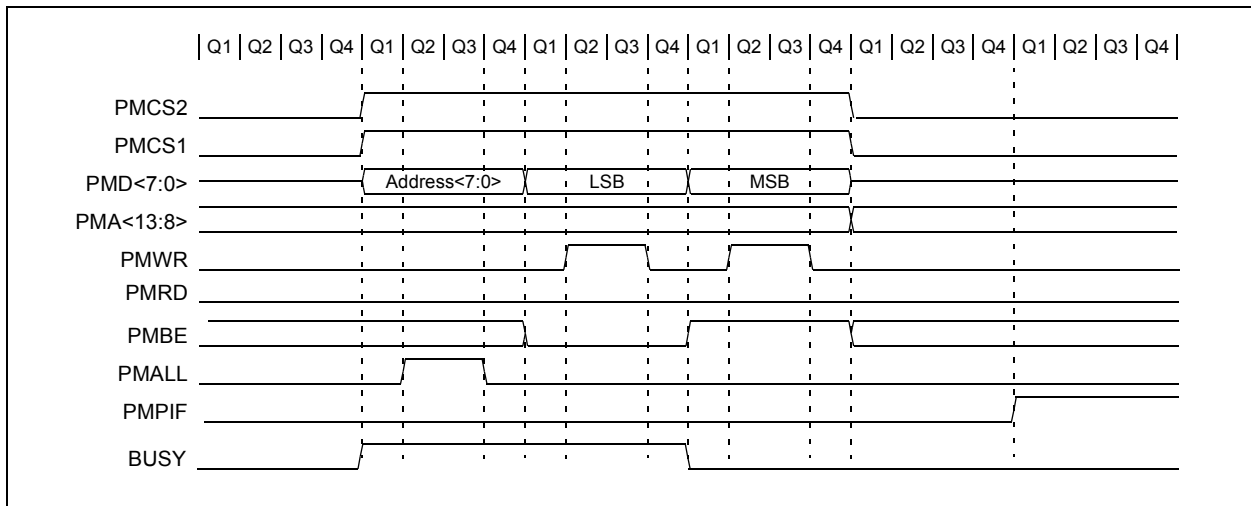 Q1 Q2 Q3 Q4 Q1 Q2 Q3 Q4 Q1 Q2 Q3 Q4 Q1 Q2 Q3 Q4 Q1 Q2 Q3 Q4 Q1 Q2 Q3 Q4
PMCS2
PMCS1
PMD<7:0> Address<7:0> LSB MSB
PMA<13:8>
PMWR
PMRD
PMBE
PMALL
PMPIF
BUSY